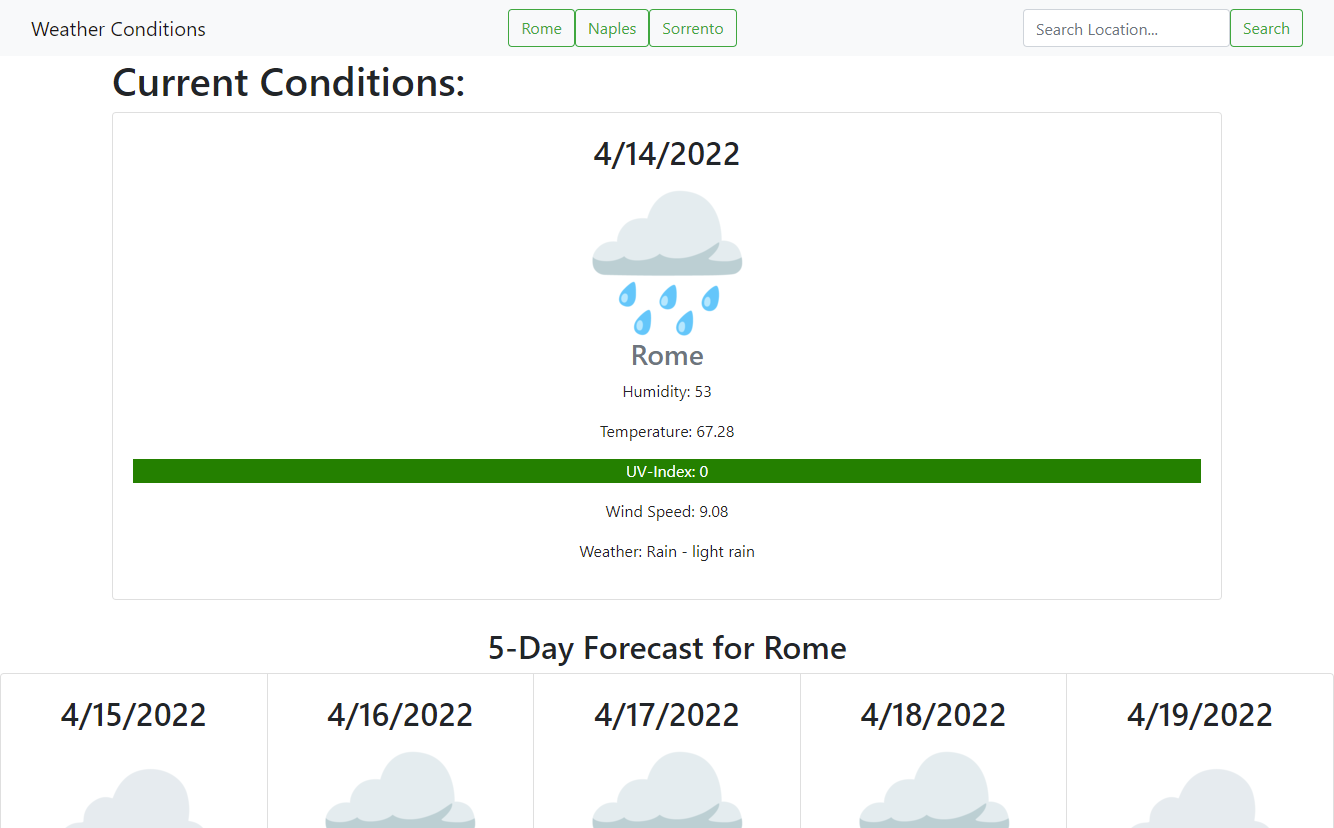 Weather Conditions
Rome Naples Sorrento
Search Location... Search
Current Conditions:
4/14/2022
Rome
Humidity: 53
Temperature: 67.28
UV-Index: 0
Wind Speed: 9.08
Weather: Rain - light rain
5-Day Forecast for Rome
4/15/2022 4/16/2022 4/17/2022 4/18/2022 4/19/2022